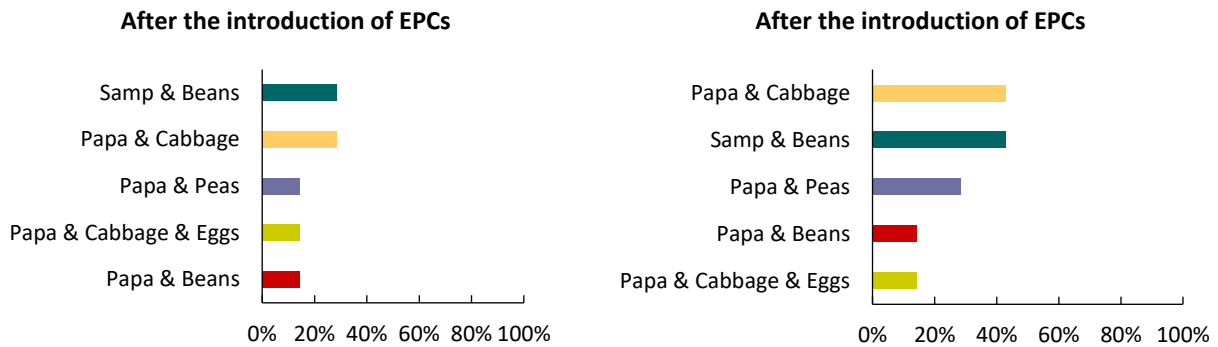 After the introduction of EPCs
Samp & Beans
Papa & Cabbage
Papa & Peas
Papa & Cabbage & Eggs
Papa & Beans
0% 20% 40% 60% 80% 100%
After the introduction of EPCs
Papa & Cabbage
Samp & Beans
Papa & Peas
Papa & Beans
Papa & Cabbage & Eggs
0% 20% 40% 60% 80% 100%